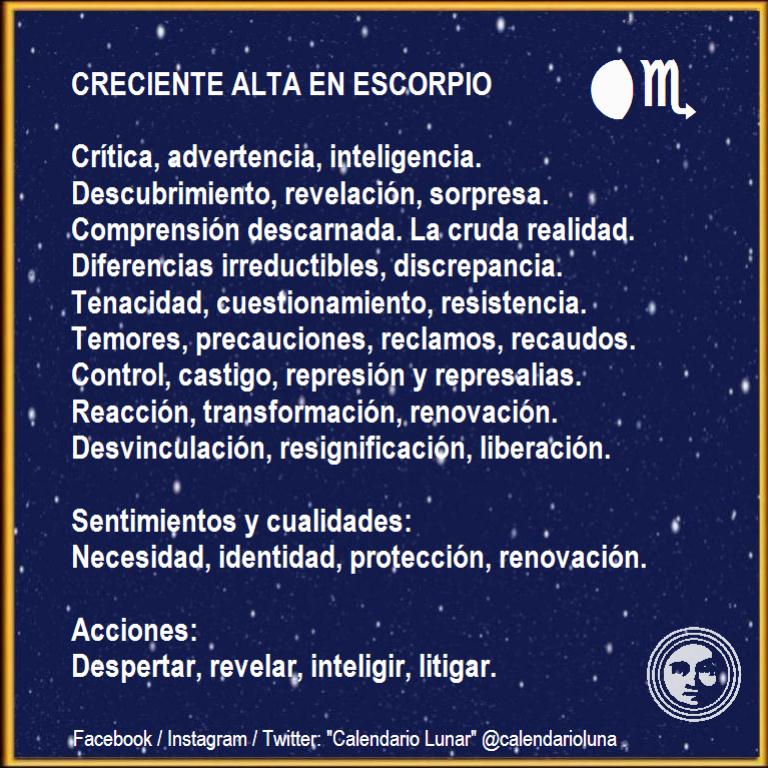 CRECIENTE ALTA EN ESCORPIO
Crítica, advertencia, inteligencia.
Descubrimiento, revelación, sorpresa.
Comprensión descarnada. La cruda realidad.
Diferencias irreductibles, discrepancia.
Tenacidad, cuestionamiento, resistencia.
Temores, precauciones, reclamos, recaudos.
Control, castigo, represión y represalias.
Reacción, transformación, renovación.
Desvinculación, resignificación, liberación.
Sentimientos y cualidades:
Necesidad, identidad, protección, renovación.
Acciones:
Despertar, revelar, inteligir, litigar.
Facebook / Instagram / Twitter: "Calendario Lunar" @calendarioluna